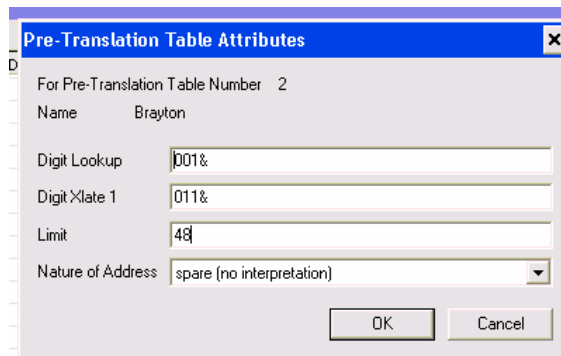 Pre-Translation Table Attributes
D
For Pre-Translation Table Number 2
Name Brayton
Digit Lookup 001&
Digit Xlate 1 011&
Limit 48
Nature of Address spare (no interpretation)
OK Cancel